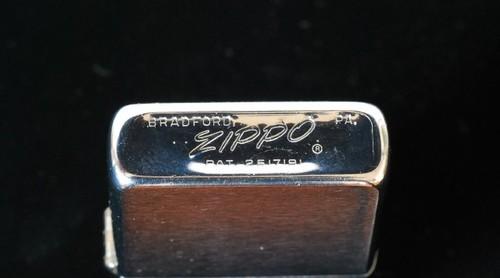 BRADFORD, PA.
ZIPPO ®
PAT. 2517191